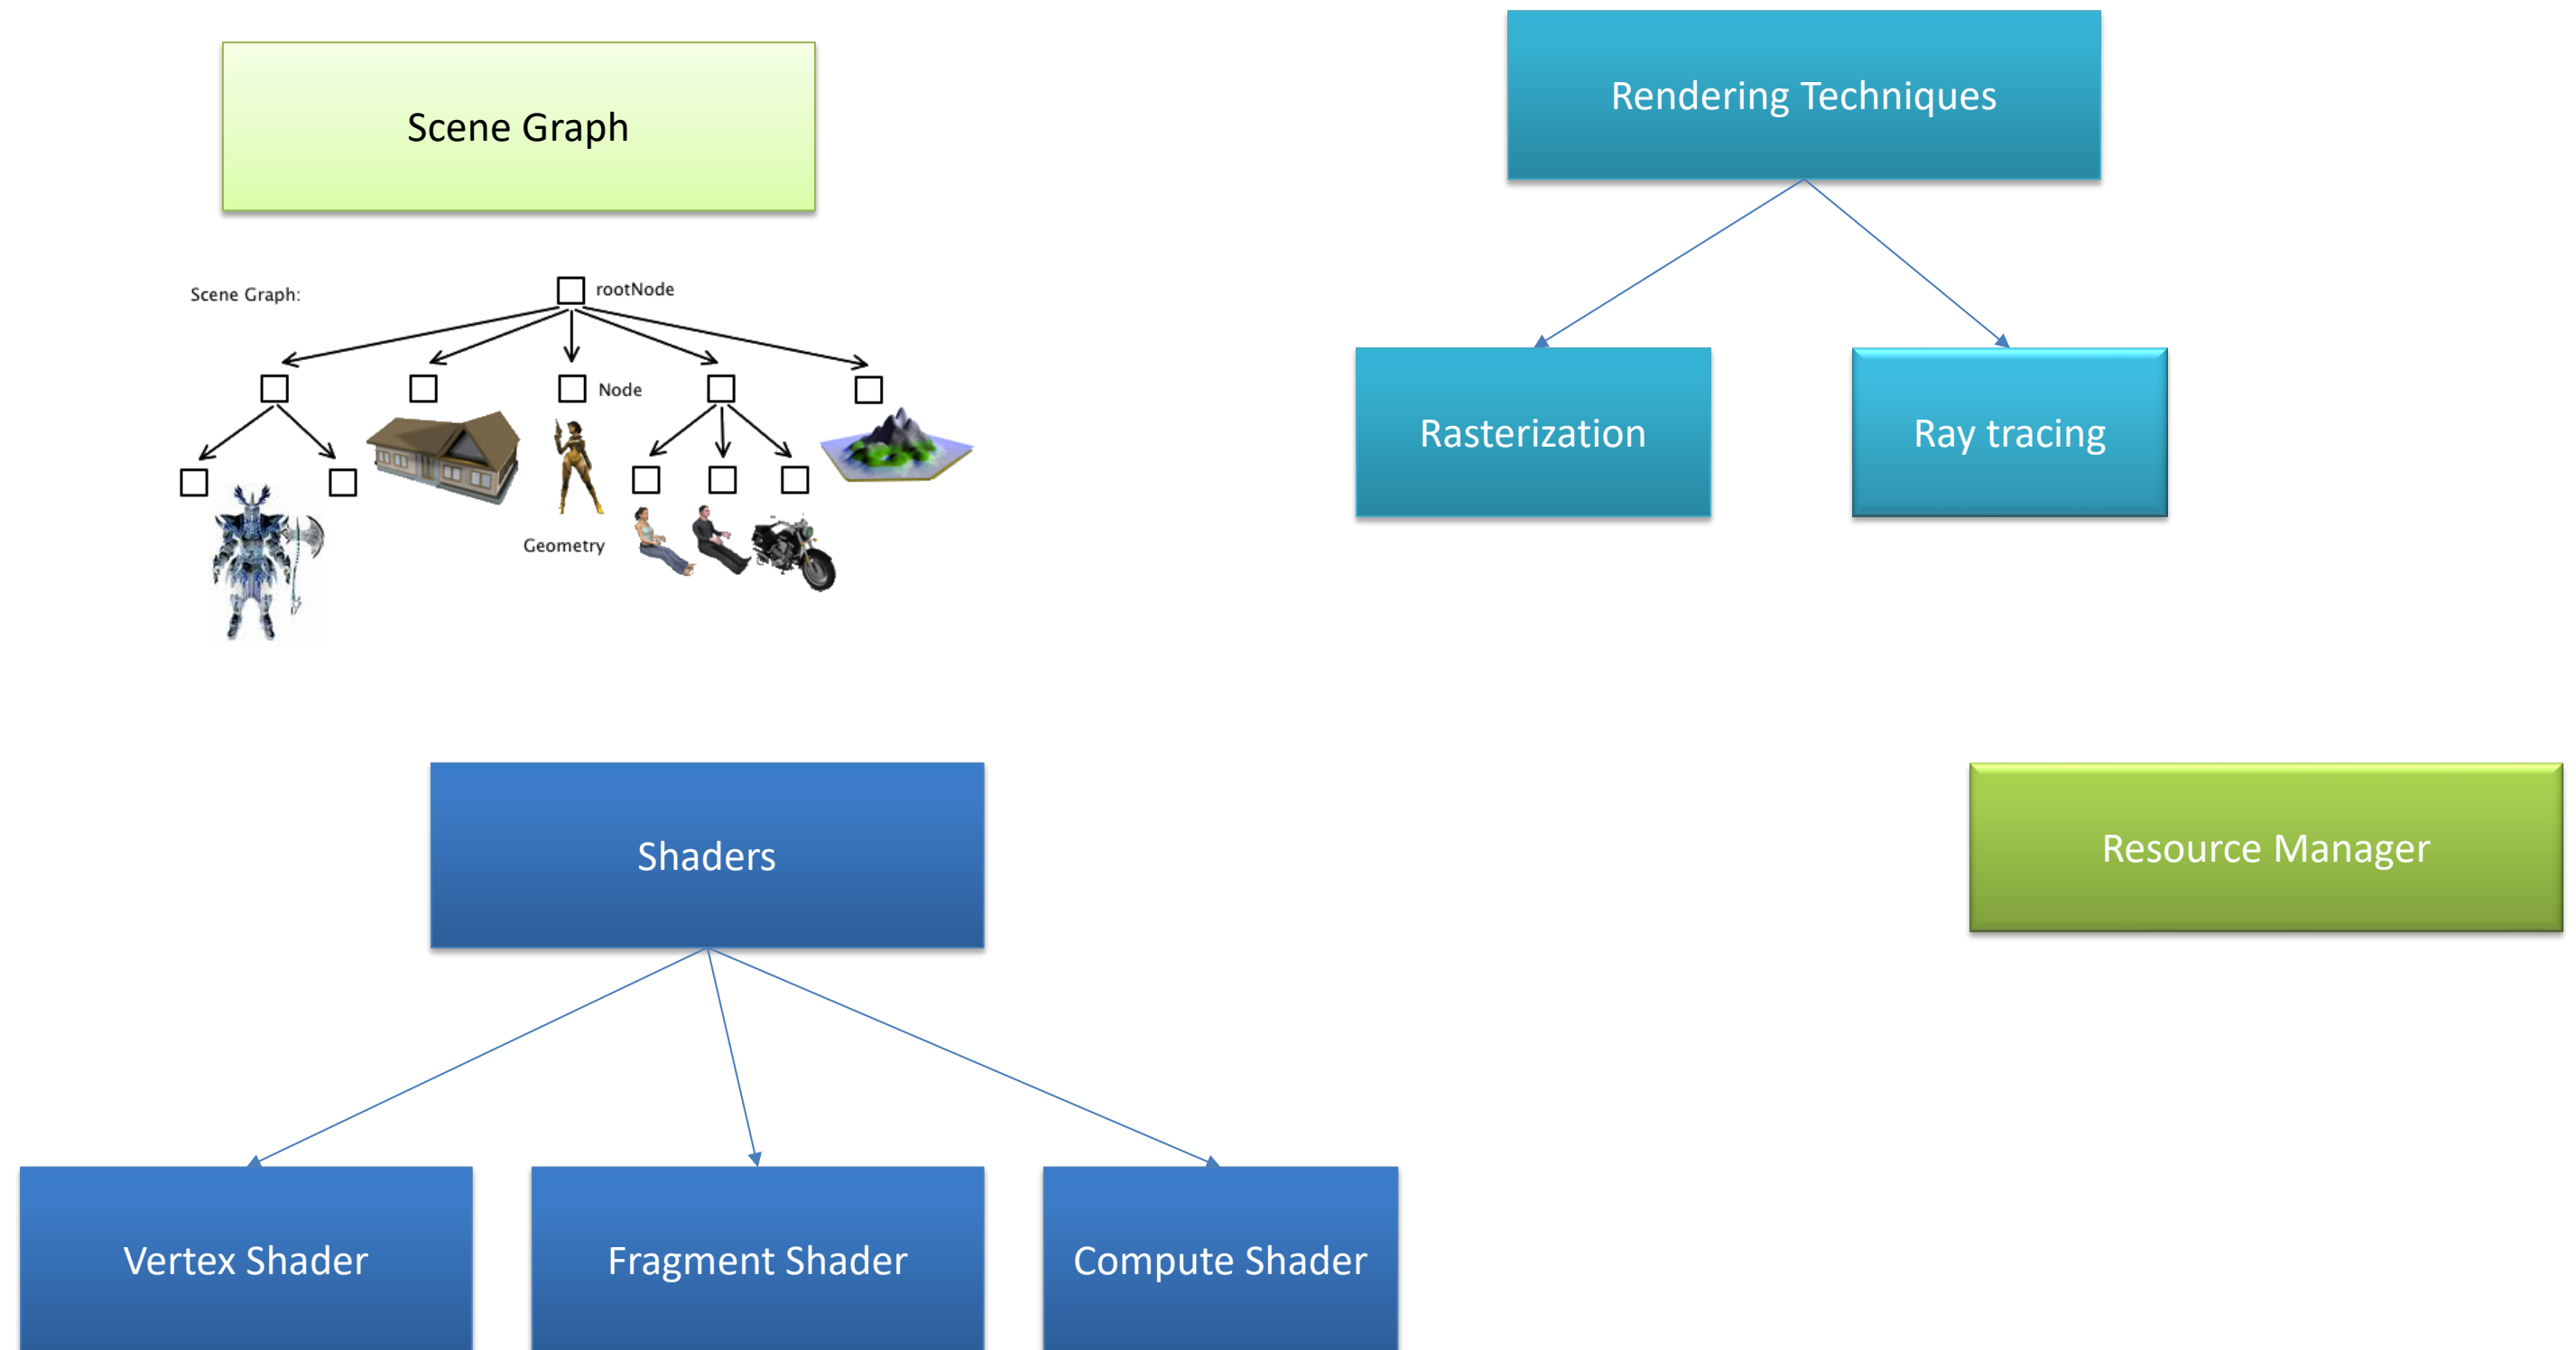 Scene Graph
Rendering Techniques
Scene Graph:
rootNode
Node
Geometry
Rasterization
Ray tracing
Shaders
Resource Manager
Vertex Shader
Fragment Shader
Compute Shader